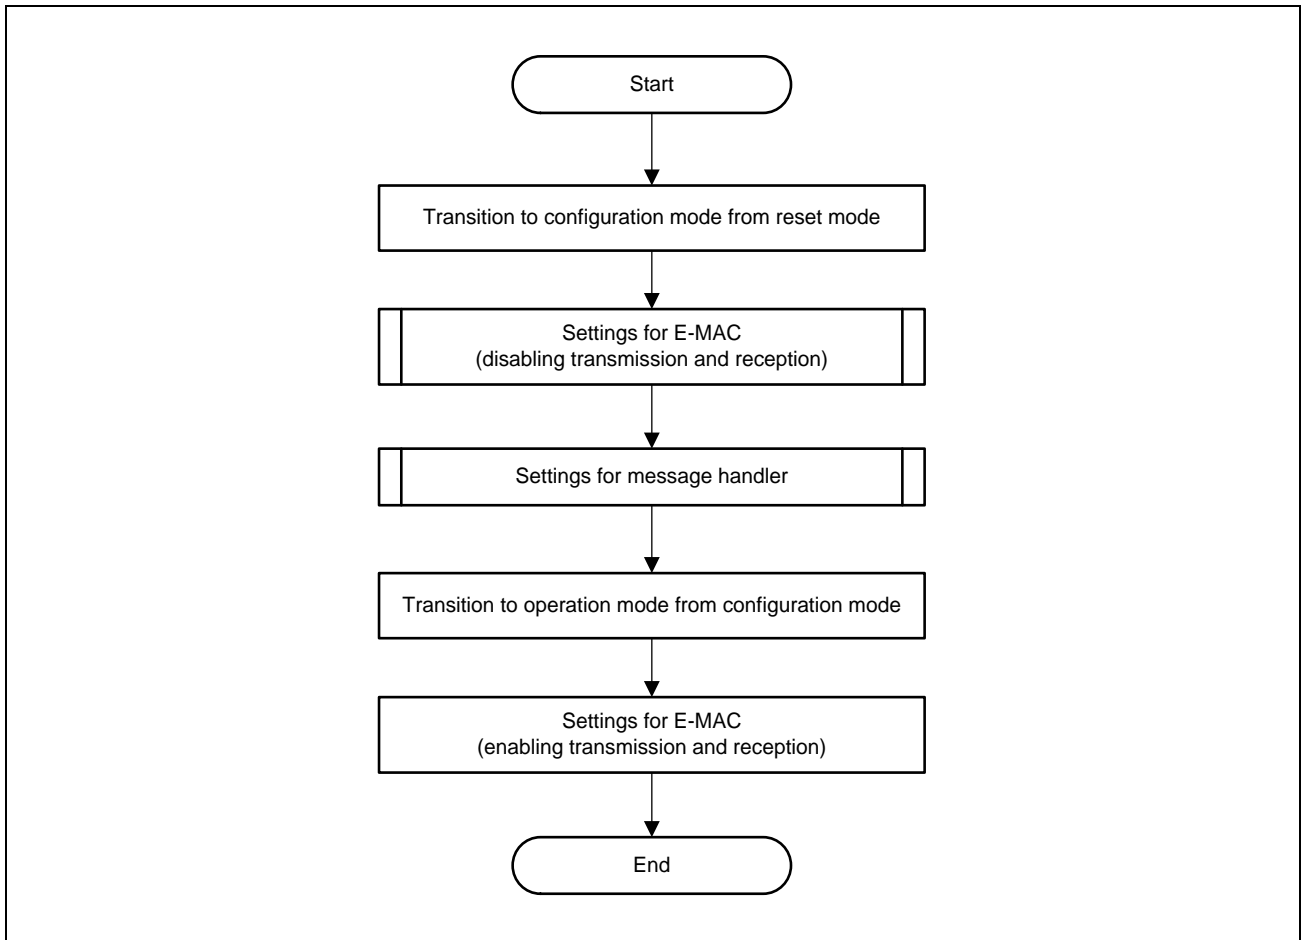 Start
Transition to configuration mode from reset mode
Settings for E-MAC
(disabling transmission and reception)
Settings for message handler
Transition to operation mode from configuration mode
Settings for E-MAC
(enabling transmission and reception)
End